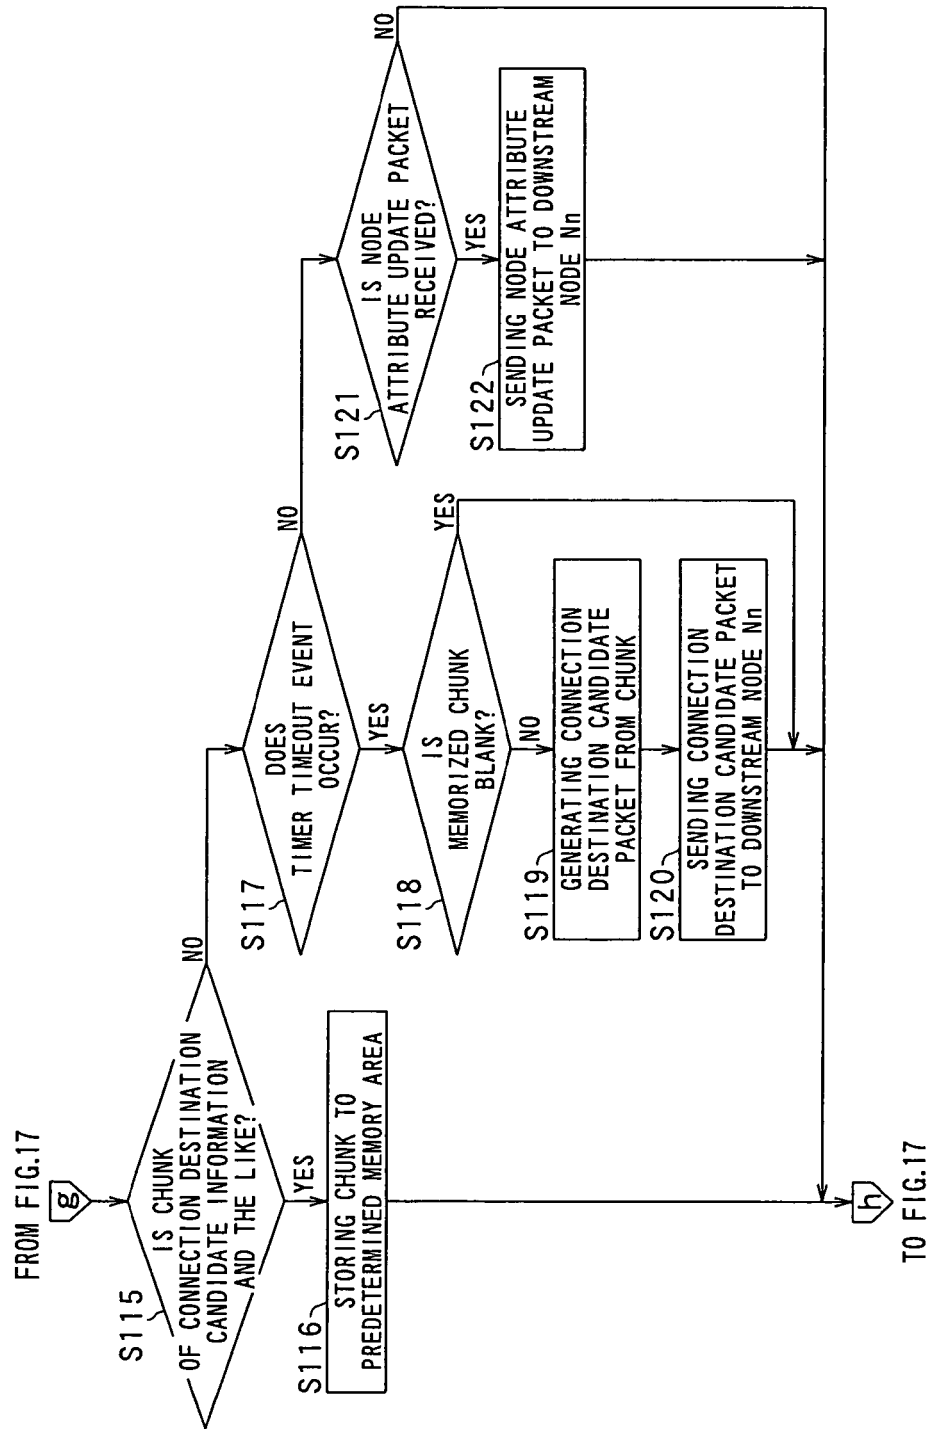 FROM FIG.17
g
S115
IS CHUNK
OF CONNECTION DESTINATION
CANDIDATE INFORMATION
AND THE LIKE?
NO
YES
S116
STORING CHUNK TO
PREDETERMINED MEMORY AREA
S117
DOES
TIMER TIMEOUT EVENT
OCCUR?
NO
YES
S118
IS
MEMORIZED CHUNK
BLANK?
YES
NO
S119
GENERATING CONNECTION
DESTINATION CANDIDATE
PACKET FROM CHUNK
S120
SENDING CONNECTION
DESTINATION CANDIDATE PACKET
TO DOWNSTREAM NODE Nn
S121
IS NODE
ATTRIBUTE UPDATE PACKET
RECEIVED?
NO
YES
S122
SENDING NODE ATTRIBUTE
UPDATE PACKET TO DOWNSTREAM
NODE Nn
h
TO FIG.17